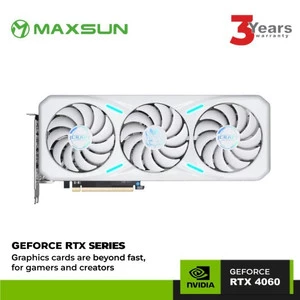 MAXSUN
3 Years
warranty
GEFORCE RTX SERIES
Graphics cards are beyond fast,
for gamers and creators
NVIDIA
GEFORCE
RTX 4060